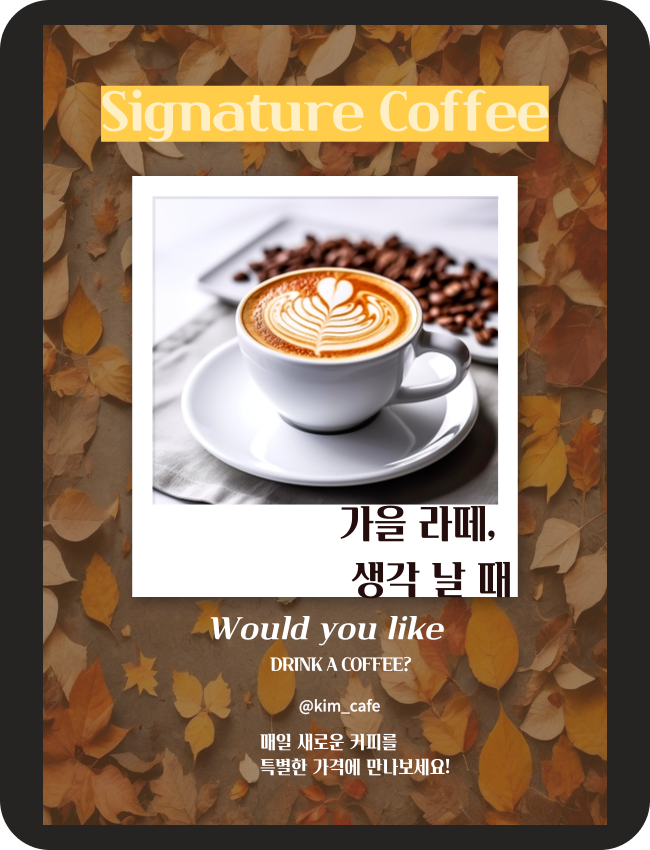 Signature Coffee
가을 라떼,
생각 날 때
Would you like
DRINK A COFFEE?
@kim_cafe
매일 새로운 커피를
특별한 가격에 만나보세요!